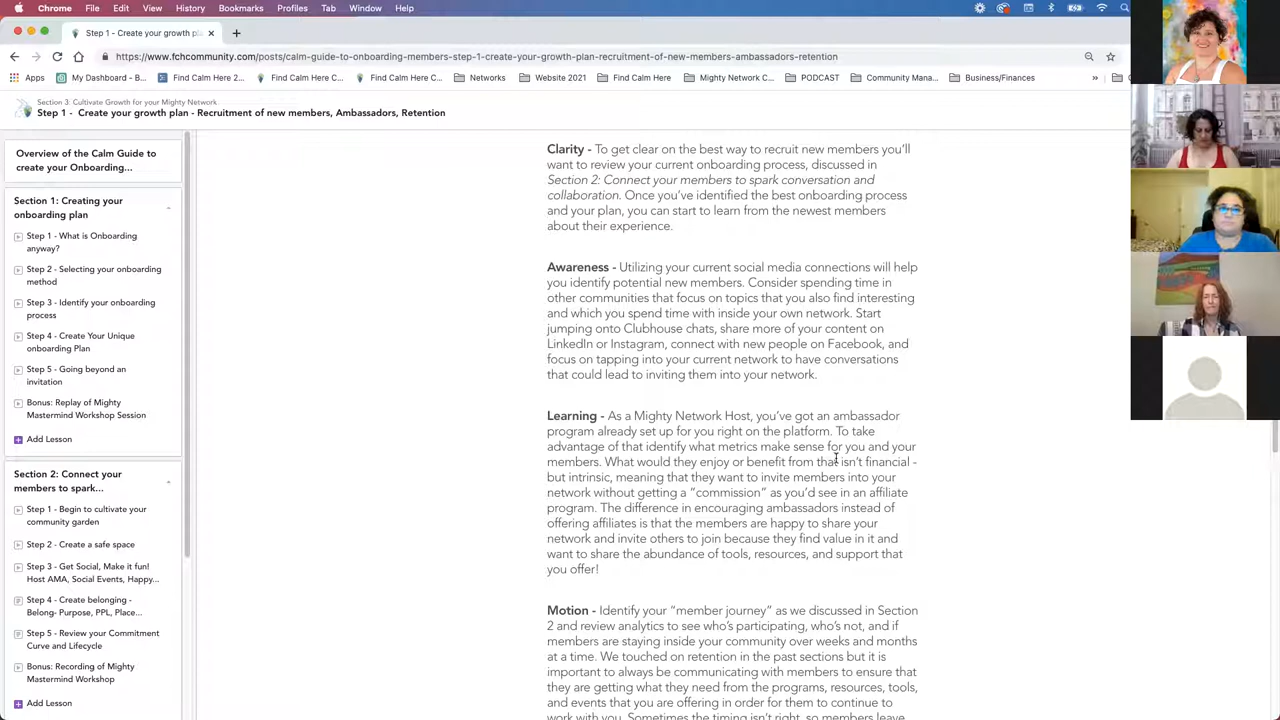 Chrome File Edit View History Bookmarks Profiles Tab Window Help
Step 1 - Create your growth pl
https://www.fchcommunity.com/posts/calm-guide-to-onboarding-members-step-1-create-your-growth-plan-recruitment-of-new-members-ambassadors-retention
Apps My Dashboard - B... Find Calm Here 2... Find Calm Here C... Find Calm Here C... Networks Website 2021 Find Calm Here Mighty Network C... PODCAST Community Mana... Business/Finances »
Section 3: Cultivate Growth for your Mighty Network
Step 1 - Create your growth plan - Recruitment of new members, Ambassadors, Retention
Overview of the Calm Guide to
create your Onboarding...
Section 1: Creating your
onboarding plan
Step 1 - What is Onboarding
anyway?
Step 2 - Selecting your onboarding
method
Step 3 - Identify your onboarding
process
Step 4 - Create Your Unique
onboarding Plan
Step 5 - Going beyond an
invitation
Bonus: Replay of Mighty
Mastermind Workshop Session
Add Lesson
Section 2: Connect your
members to spark...
Step 1 - Begin to cultivate your
community garden
Step 2 - Create a safe space
Step 3 - Get Social, Make it fun!
Host AMA, Social Events, Happy...
Step 4 - Create belonging -
Belong- Purpose, PPL, Place...
Step 5 - Review your Commitment
Curve and Lifecycle
Bonus: Recording of Mighty
Mastermind Workshop
Add Lesson
Clarity - To get clear on the best way to recruit new members you'll
want to review your current onboarding process, discussed in
Section 2: Connect your members to spark conversation and
collaboration. Once you've identified the best onboarding process
and your plan, you can start to learn from the newest members
about their experience.
Awareness - Utilizing your current social media connections will help
you identify potential new members. Consider spending time in
other communities that focus on topics that you also find interesting
and which you spend time with inside your own network. Start
jumping onto Clubhouse chats, share more of your content on
LinkedIn or Instagram, connect with new people on Facebook, and
focus on tapping into your current network to have conversations
that could lead to inviting them into your network.
Learning - As a Mighty Network Host, you've got an ambassador
program already set up for you right on the platform. To take
advantage of that identify what metrics make sense for you and your
members. What would they enjoy or benefit from that isn't financial -
but intrinsic, meaning that they want to invite members into your
network without getting a "commission" as you'd see in an affiliate
program. The difference in encouraging ambassadors instead of
offering affiliates is that the members are happy to share your
network and invite others to join because they find value in it and
want to share the abundance of tools, resources, and support that
you offer!
Motion - Identify your "member journey" as we discussed in Section
2 and review analytics to see who's participating, who's not, and if
members are staying inside your community over weeks and months
at a time. We touched on retention in the past sections but it is
important to always be communicating with members to ensure that
they are getting what they need from the programs, resources, tools,
and events that you are offering in order for them to continue to
work with you. Sometimes the timing isn't right, so members leave